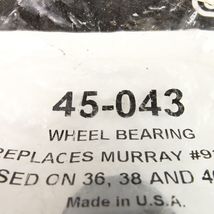 45-043
WHEEL BEARING
REPLACES MURRAY
USED ON 36, 38 AND
Made in U.S.A.